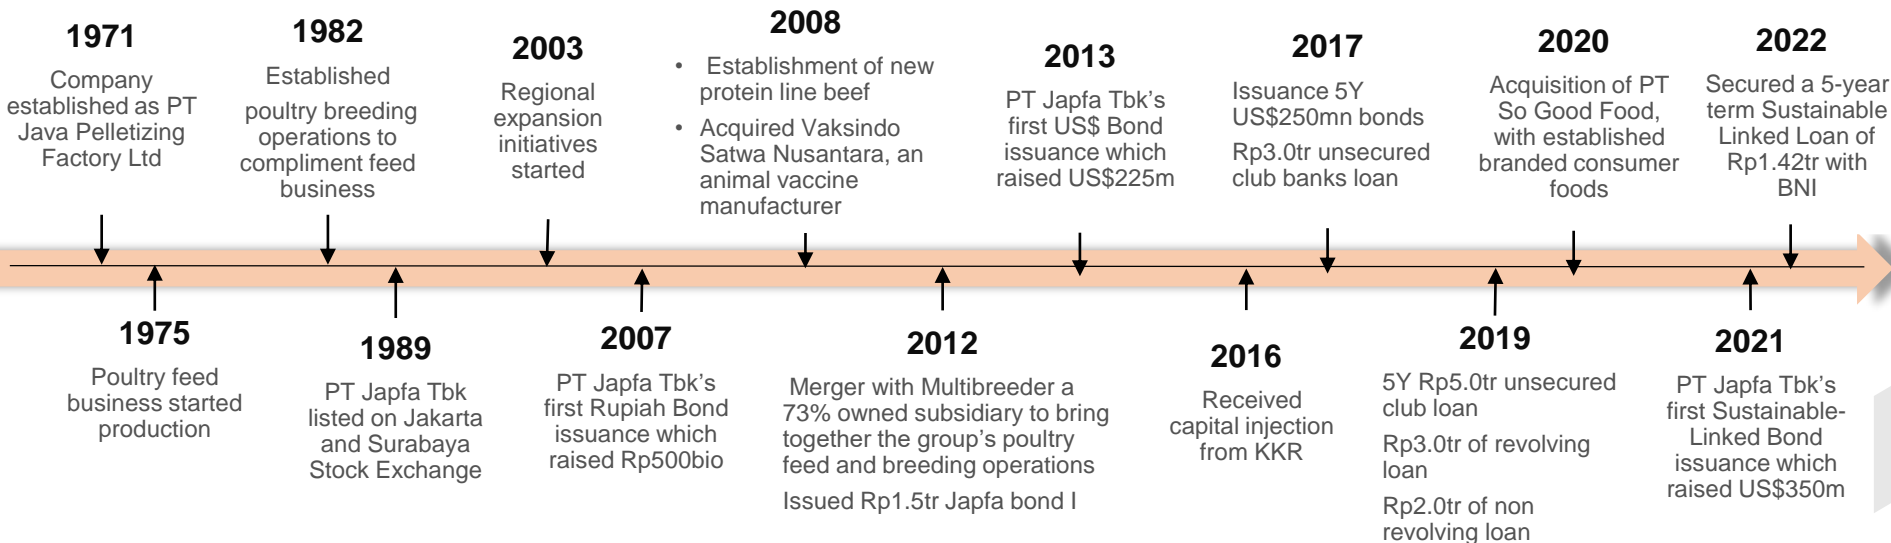 1971
Company
established as PT
Java Pelletizing
Factory Ltd
1982
Established
poultry breeding
operations to
compliment feed
business
2003
Regional
expansion
initiatives
started
2008
• Establishment of new
protein line beef
• Acquired Vaksindo
Satwa Nusantara, an
animal vaccine
manufacturer
2013
PT Japfa Tbk's
first US$ Bond
issuance which
raised US$225m
2017
Issuance 5Y
US$250mn bonds
Rp3.0tr unsecured
club banks loan
2020
Acquisition of PT
So Good Food,
with established
branded consumer
foods
2022
Secured a 5-year
term Sustainable
Linked Loan of
Rp1.42tr with
BNI
1975
Poultry feed
business started
production
1989
PT Japfa Tbk
listed on Jakarta
and Surabaya
Stock Exchange
2007
PT Japfa Tbk's
first Rupiah Bond
issuance which
raised Rp500bio
2012
Merger with Multibreeder a
73% owned subsidiary to bring
together the group's poultry
feed and breeding operations
Issued Rp1.5tr Japfa bond I
2016
Received
capital injection
from KKR
2019
5Y Rp5.0tr unsecured
club loan
Rp3.0tr of revolving
loan
Rp2.0tr of non
revolving loan
2021
PT Japfa Tbk's
first Sustainable-
Linked Bond
issuance which
raised US$350m